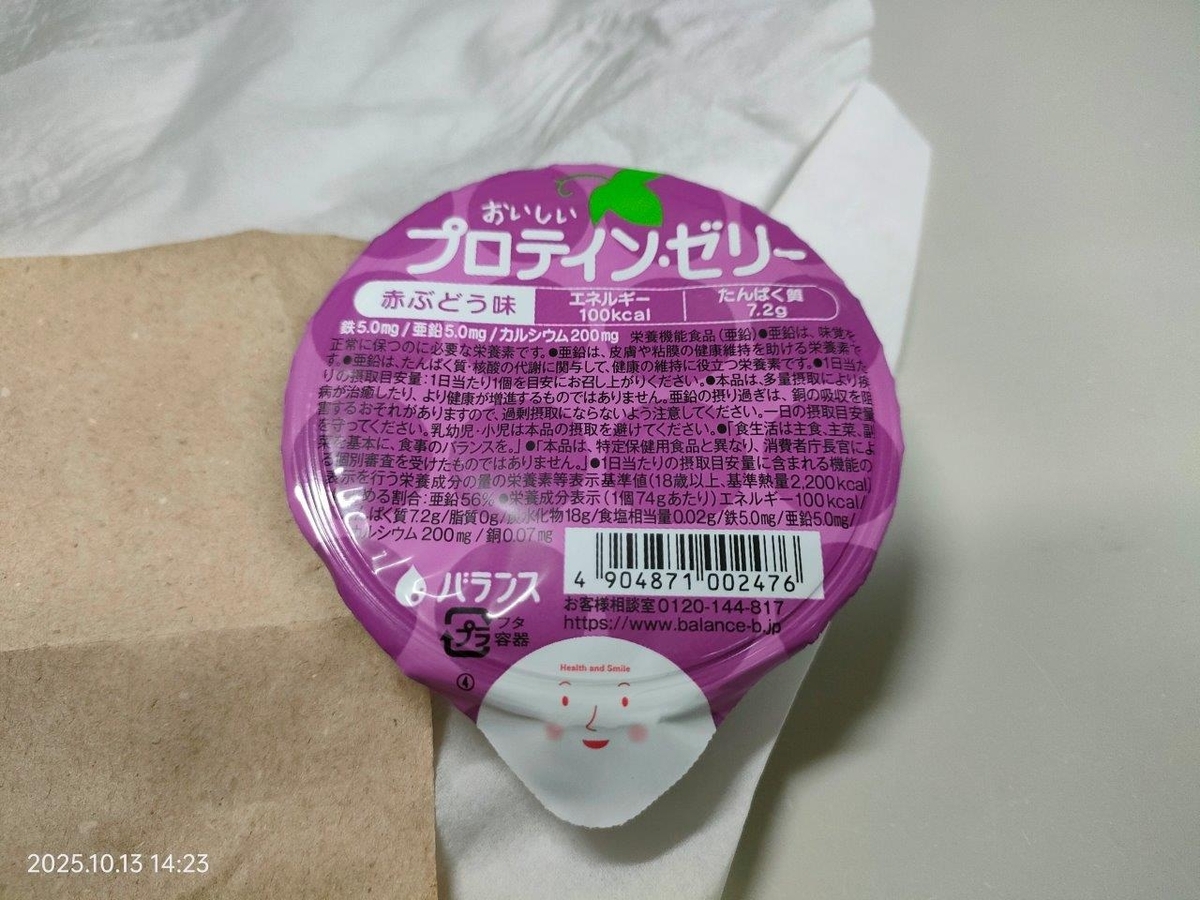 おいしい
プロテイン・ゼリー
赤ぶどう味
エネルギー
100kcal
たんぱく質
7.2g
鉄5.0mg/亜鉛5.0mg/カルシウム200mg 栄養機能食品(亜鉛)●亜鉛は、味覚を
正常に保つのに必要な栄養素です。●亜鉛は、皮膚や粘膜の健康維持を助ける栄養素で
す。●亜鉛は、たんぱく質・核酸の代謝に関与して、健康の維持に役立つ栄養素です。●1日当た
りの摂取目安量:1日当たり1個を目安にお召し上がりください。●本品は、多量摂取により疾
病が治癒したり、より健康が増進するものではありません。亜鉛の摂り過ぎは、銅の吸収を阻
害するおそれがありますので、過剰摂取にならないよう注意してください。一日の摂取目安量
を守ってください。乳幼児・小児は本品の摂取を避けてください。●「食生活は主食、主菜、副
菜を基本に、食事のバランスを。」●「本品は、特定保健用食品と異なり、消費者庁長官によ
る個別審査を受けたものではありません。」●1日当たりの摂取目安量に含まれる機能の
表示を行う栄養成分の量の栄養素等表示基準値(18歳以上、基準熱量2,200kcal)
める割合:亜鉛56% ●栄養成分表示(1個74gあたり)エネルギー100kcal/
ぱく質7.2g/脂質0g/炭水化物18g/食塩相当量0.02g/鉄5.0mg/亜鉛5.0mg/
カルシウム200mg/銅0.07mg
バランス
4 904871 002476
お客様相談室0120-144-817
https://www.balance-b.jp
プラ
フタ
容器
④
Health and Smile
2025.10.13 14:23